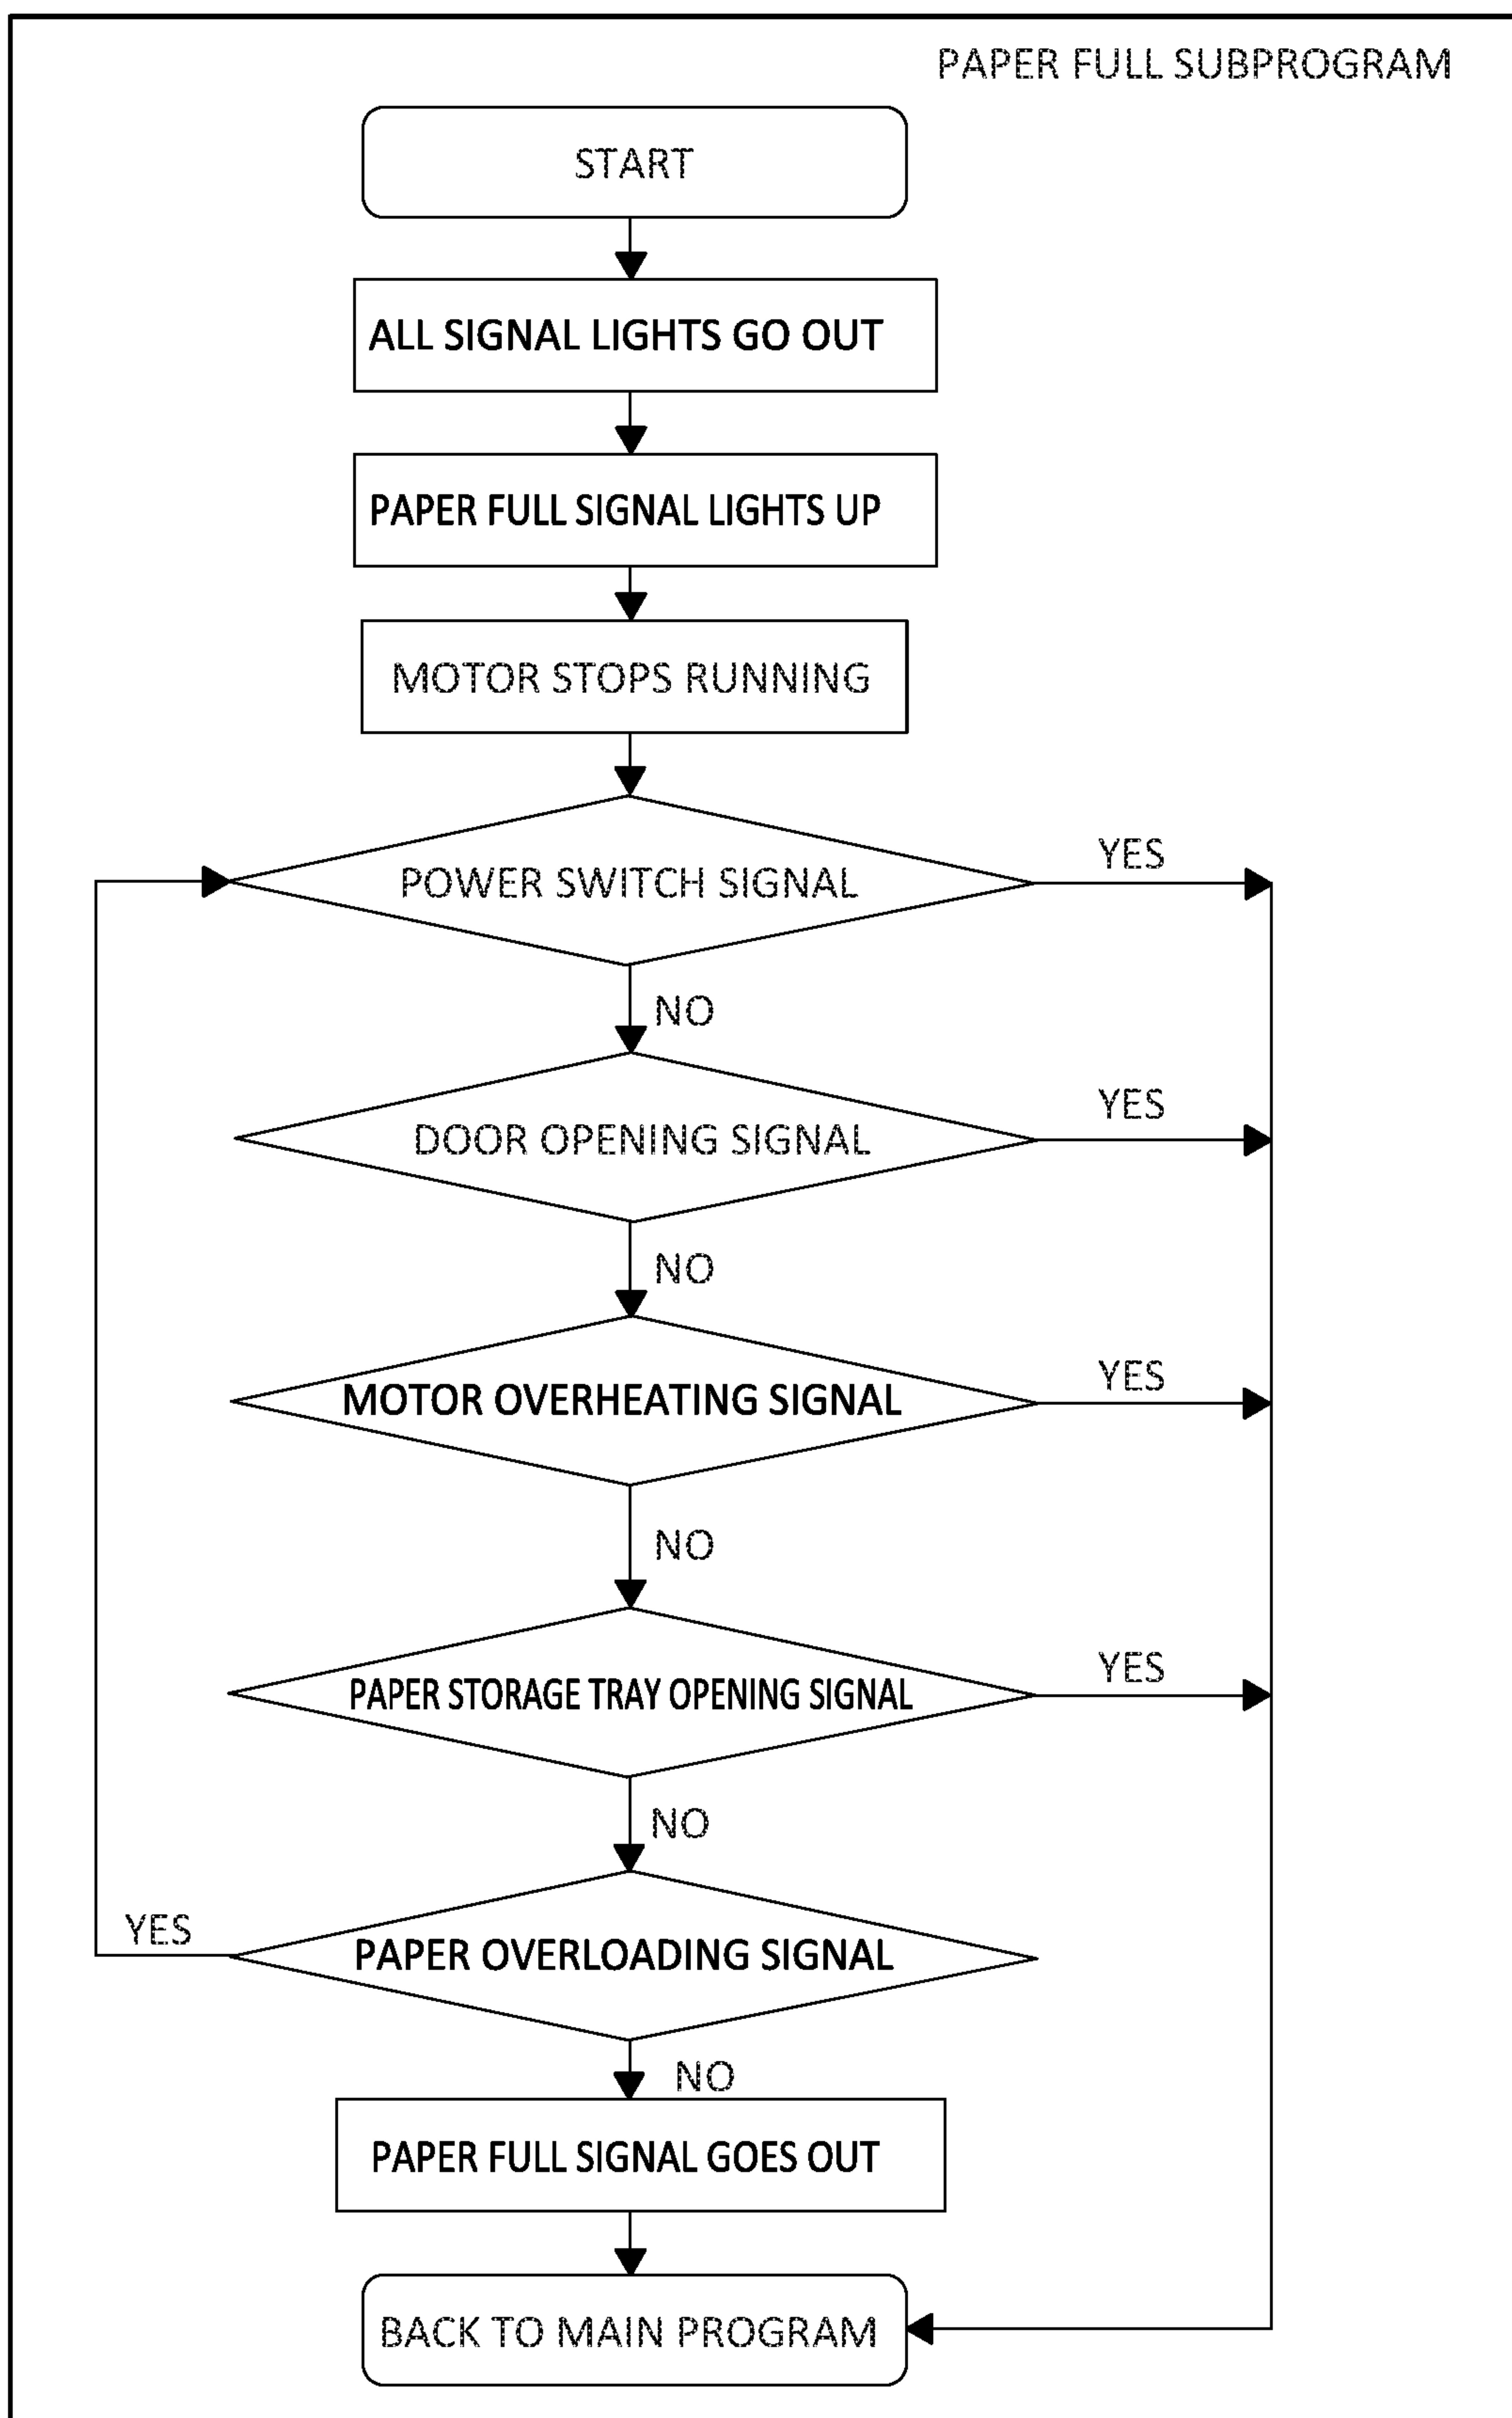 PAPER FULL SUBPROGRAM
START
ALL SIGNAL LIGHTS GO OUT
PAPER FULL SIGNAL LIGHTS UP
MOTOR STOPS RUNNING
POWER SWITCH SIGNAL
YES
NO
DOOR OPENING SIGNAL
YES
NO
MOTOR OVERHEATING SIGNAL
YES
NO
PAPER STORAGE TRAY OPENING SIGNAL
YES
NO
YES
PAPER OVERLOADING SIGNAL
NO
PAPER FULL SIGNAL GOES OUT
BACK TO MAIN PROGRAM